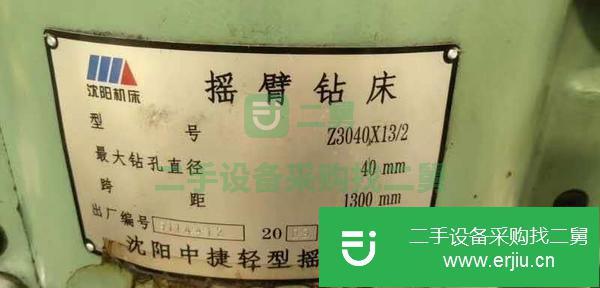 沈阳机床
摇臂钻床
型号 Z3040X13/2
最大钻孔直径 40 mm
跨距 1300 mm
出厂编号 20
沈阳中捷轻型摇
二舅
二手设备采购找二舅
二手设备采购找二舅
www.erjiu.cn